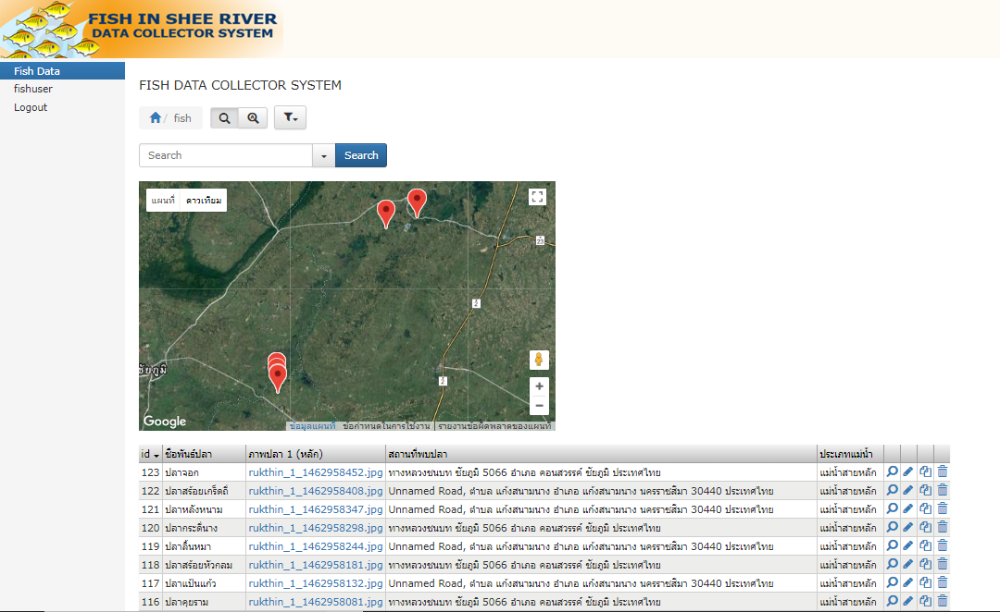 FISH IN SHEE RIVER
DATA COLLECTOR SYSTEM
Fish Data
fishuser
Logout
FISH DATA COLLECTOR SYSTEM
/ fish
Search Search
แผนที่ ดาวเทียม
23
2
2
ชัยภูมิ
Google
ข้อมูลแผนที่ ข้อกำหนดในการใช้งาน รายงานข้อผิดพลาดของแผนที่
id ชื่อพันธ์ปลา ภาพปลา 1 (หลัก) สถานที่พบปลา ประเภทแม่น้ำ
123 ปลาจอก rukthin_1_1462958452.jpg ทางหลวงชนบท ชัยภูมิ 5066 อำเภอ คอนสวรรค์ ชัยภูมิ ประเทศไทย แม่น้ำสายหลัก
122 ปลาสร้อยเกร็ดถี่ rukthin_1_1462958408.jpg Unnamed Road, ตำบล แก้งสนามนาง อำเภอ แก้งสนามนาง นครราชสีมา 30440 ประเทศไทย แม่น้ำสายหลัก
121 ปลาหลังหนาม rukthin_1_1462958347.jpg Unnamed Road, ตำบล แก้งสนามนาง อำเภอ แก้งสนามนาง นครราชสีมา 30440 ประเทศไทย แม่น้ำสายหลัก
120 ปลากระดี่นาง rukthin_1_1462958298.jpg ทางหลวงชนบท ชัยภูมิ 5066 อำเภอ คอนสวรรค์ ชัยภูมิ ประเทศไทย แม่น้ำสายหลัก
119 ปลาลิ้นหมา rukthin_1_1462958244.jpg Unnamed Road, ตำบล แก้งสนามนาง อำเภอ แก้งสนามนาง นครราชสีมา 30440 ประเทศไทย แม่น้ำสายหลัก
118 ปลาสร้อยหัวกลม rukthin_1_1462958181.jpg ทางหลวงชนบท ชัยภูมิ 5066 อำเภอ คอนสวรรค์ ชัยภูมิ ประเทศไทย แม่น้ำสายหลัก
117 ปลาแป้นแก้ว rukthin_1_1462958132.jpg Unnamed Road, ตำบล แก้งสนามนาง อำเภอ แก้งสนามนาง นครราชสีมา 30440 ประเทศไทย แม่น้ำสายหลัก
116 ปลาคุยราม rukthin_1_1462958081.jpg ทางหลวงชนบท ชัยภูมิ 5066 อำเภอ คอนสวรรค์ ชัยภูมิ ประเทศไทย แม่น้ำสายหลัก